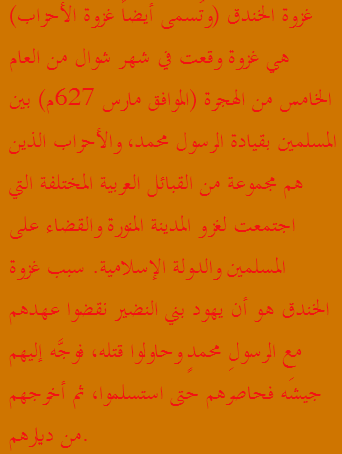 غزوة الخندق (وتُسمى أيضاً غزوة الأحزاب)
هي غزوة وقعت في شهر شوال من العام
الخامس من الهجرة (الموافق مارس 627م) بين
المسلمين بقيادة الرسول محمد، والأحزاب الذين
هم مجموعة من القبائل العربية المختلفة التي
اجتمعت لغزو المدينة المنورة والقضاء على
المسلمين والدولة الإسلامية. سبب غزوة
الخندق هو أن يهود بني النضير نقضوا عهدهم
مع الرسولِ محمدٍ وحاولوا قتله، فوجَّه إليهم
جيشَه فحاصرهم حتى استسلموا، ثم أخرجهم
من ديارهم.